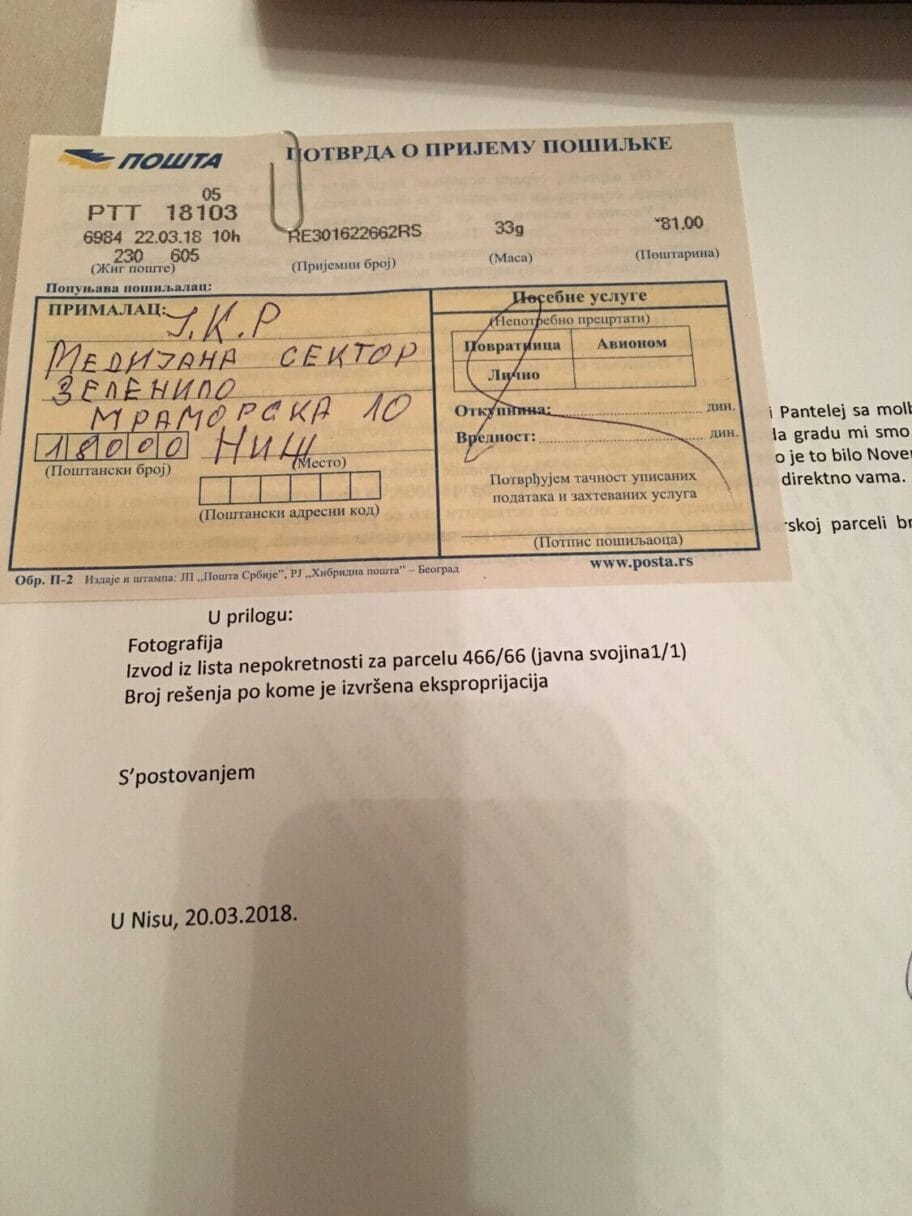 ПОШТА
ПОТВРДА О ПРИЈЕМУ ПОШИЉКЕ
05
PTT 18103
6984 22.03.18 10h
230 605
(Жиг поште)
RE301622662RS
(Пријемни број)
33g
(Маса)
*81.00
(Поштарина)
Попуњава пошиљалац:
ПРИМАЛАЦ: Ј.К.Р
МЕДИЈАНА СЕКТОР
ЗЕЛЕНИЛО
МРАМОРСКА 10
18000 НИШ
(Поштански број) (Место)
(Поштански адресни код)
Посебне услуге
(Непотребно прецртати)
Повратница Авионом
Лично
Откупнина: дин.
Вредност: дин.
Потврђујем тачност уписаних
података и захтеваних услуга
(Потпис пошиљаоца)
Обр. П-2 Издаје и штампа: ЈП „Пошта Србије”, РЈ „Хибридна пошта” – Београд
www.posta.rs
i Pantelej sa molb
la gradu mi smo
o je to bilo Nove
direktno vama.
rskoj parceli br
U prilogu:
Fotografija
Izvod iz lista nepokretnosti za parcelu 466/66 (javna svojina1/1)
Broj rešenja po kome je izvršena eksproprijacija
S’postovanjem
U Nisu, 20.03.2018.